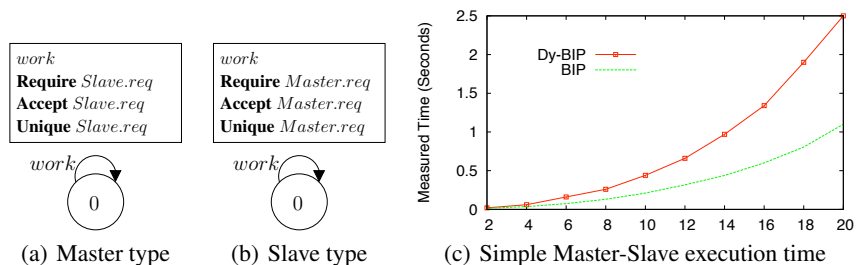 work
Require Slave.req
Accept Slave.req
Unique Slave.req
work
0
(a) Master type
work
Require Master.req
Accept Master.req
Unique Master.req
work
0
(b) Slave type
Measured Time (Seconds)
2.5
2
1.5
1
0.5
0
Dy-BIP
BIP
2 4 6 8 10 12 14 16 18 20
(c) Simple Master-Slave execution time